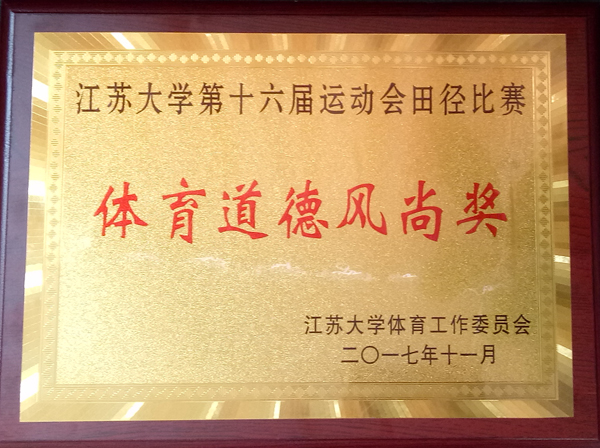 江苏大学第十六届运动会田径比赛
体育道德风尚奖
江苏大学体育工作委员会
二〇一七年十一月